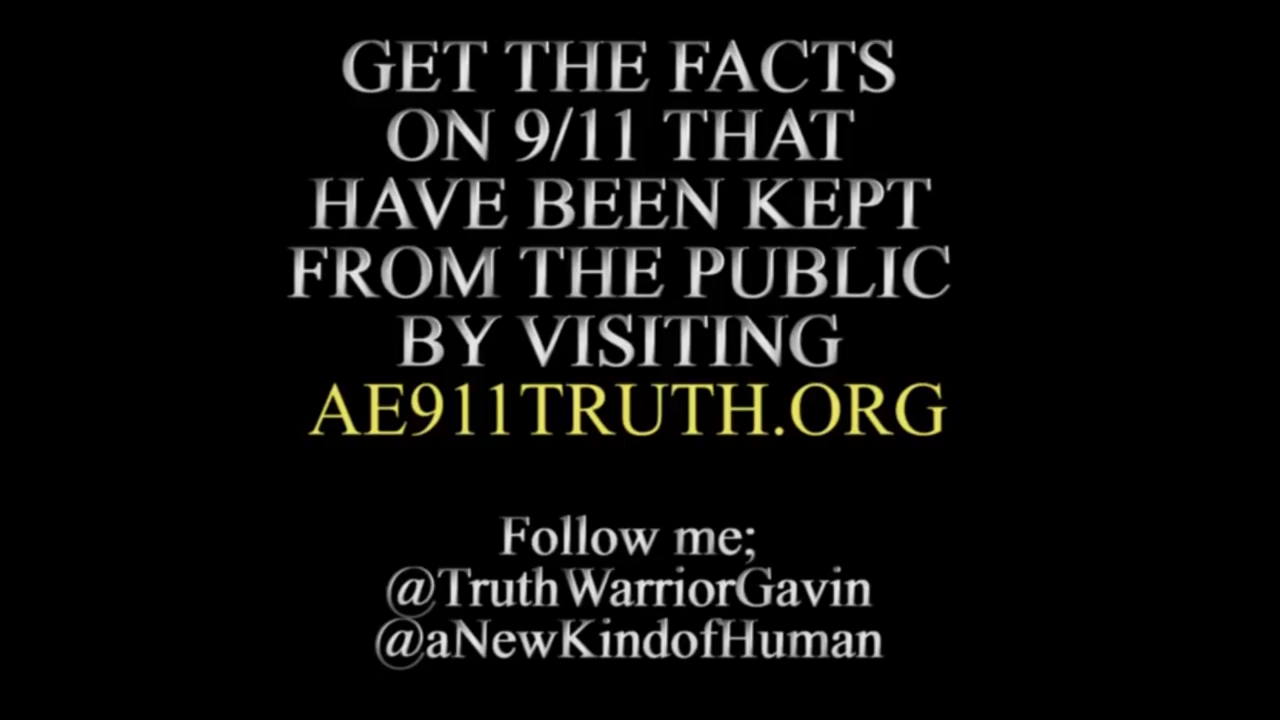 GET THE FACTS
ON 9/11 THAT
HAVE BEEN KEPT
FROM THE PUBLIC
BY VISITING
AE911TRUTH.ORG
Follow me;
@TruthWarriorGavin
@aNewKindofHuman